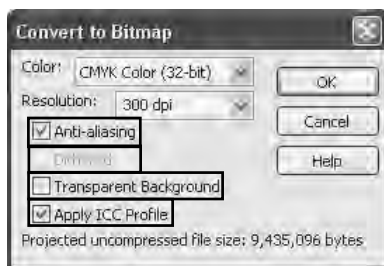 Convert to Bitmap
Color: CMYK Color (32-bit)
OK
Resolution: 300 dpi
Cancel
Anti-aliasing
Dithered
Help
Transparent Background
Apply ICC Profile
Projected uncompressed file size: 9,435,096 bytes